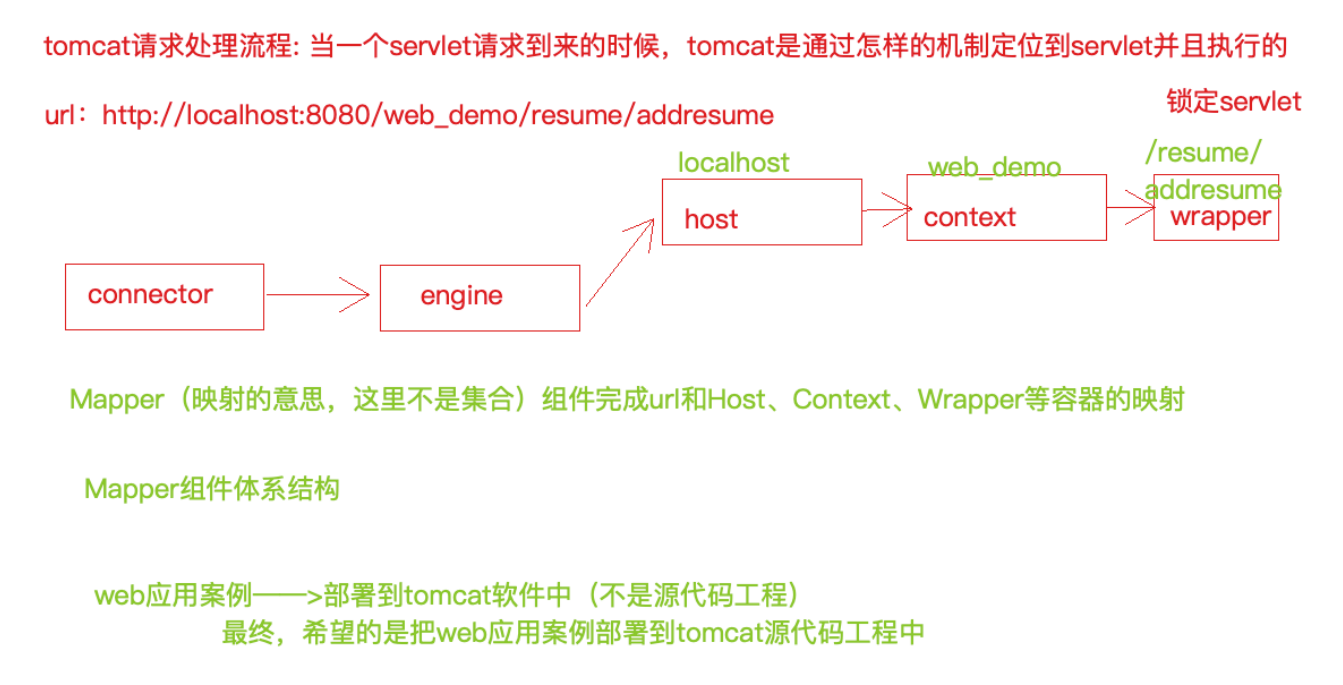 tomcat请求处理流程: 当一个servlet请求到来的时候，tomcat是通过怎样的机制定位到servlet并且执行的
url：http://localhost:8080/web_demo/resume/addresume
锁定servlet
localhost
web_demo
/resume/
addresume
host
context
wrapper
connector
engine
Mapper（映射的意思，这里不是集合）组件完成url和Host、Context、Wrapper等容器的映射
Mapper组件体系结构
web应用案例——>部署到tomcat软件中（不是源代码工程）
最终，希望的是把web应用案例部署到tomcat源代码工程中